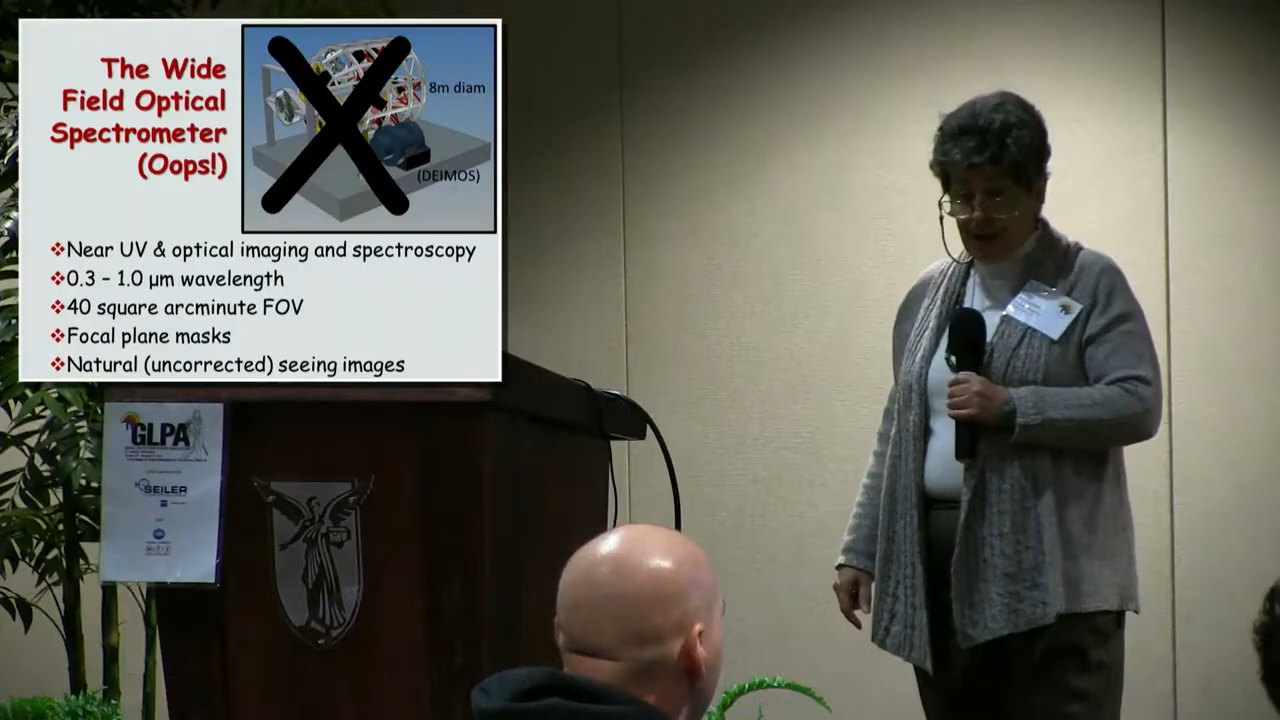 The Wide
Field Optical
Spectrometer
(Oops!)
8m diam
(DEIMOS)
❖Near UV & optical imaging and spectroscopy
❖0.3 – 1.0 µm wavelength
❖40 square arcminute FOV
❖Focal plane masks
❖Natural (uncorrected) seeing images
GLPA
SEILER